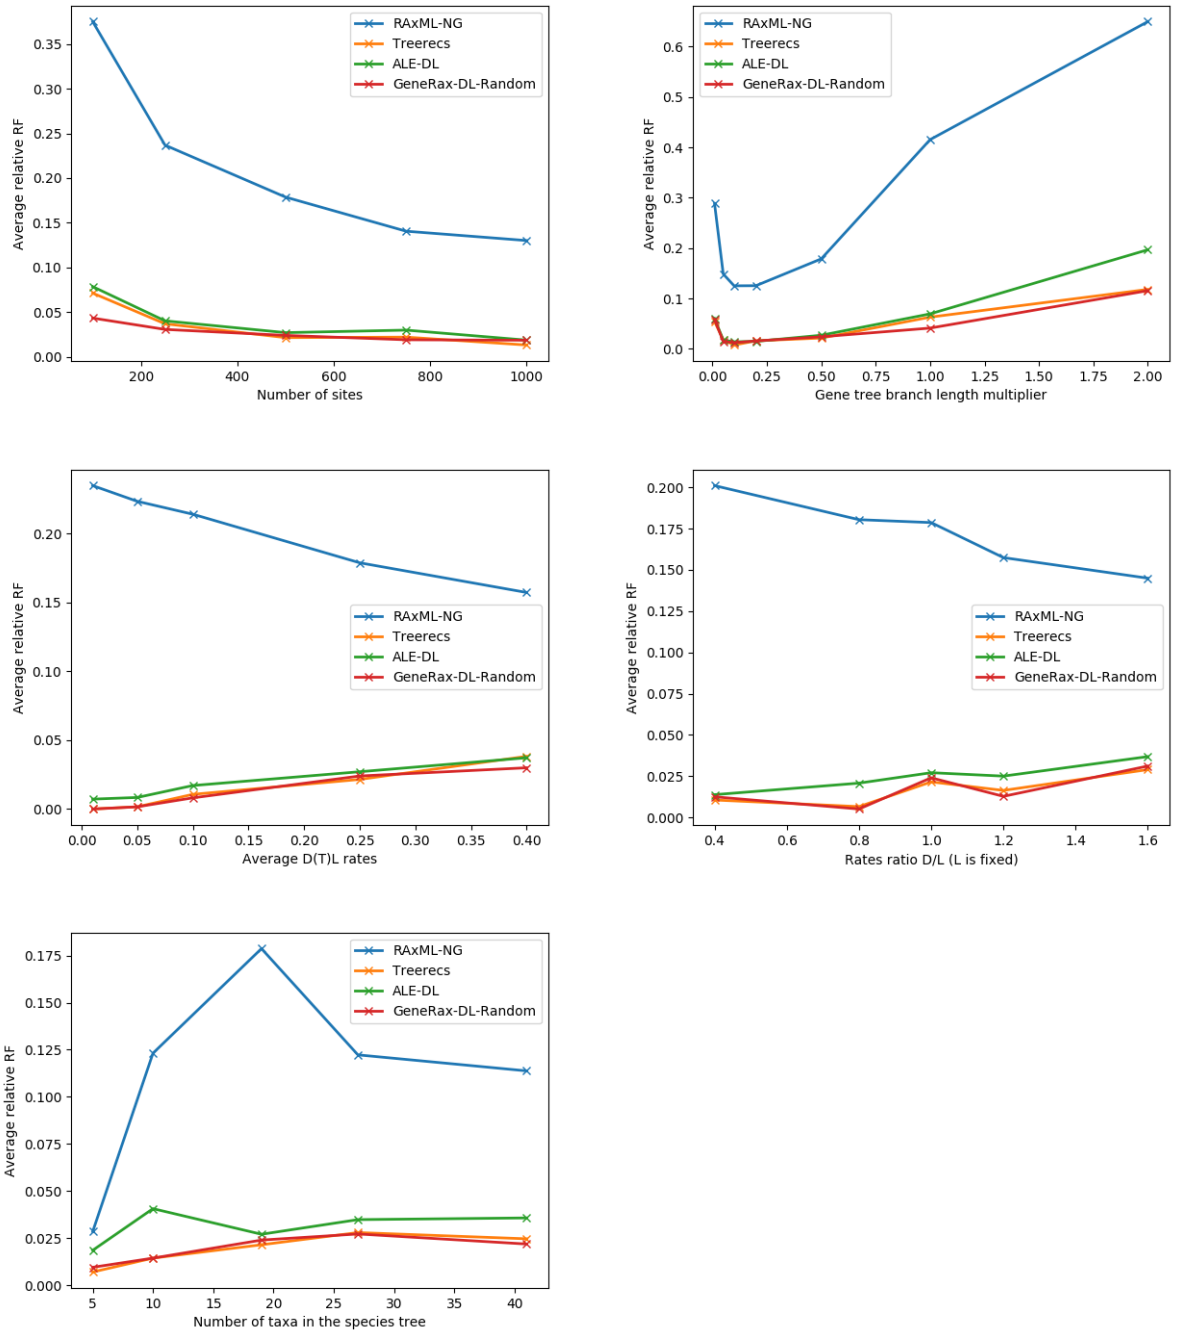 RAxML-NG
Treerecs
ALE-DL
GeneRax-DL-Random
Average relative RF
0.35
0.30
0.25
0.20
0.15
0.10
0.05
0.00
200
400
600
800
1000
Number of sites
RAxML-NG
Treerecs
ALE-DL
GeneRax-DL-Random
Average relative RF
0.6
0.5
0.4
0.3
0.2
0.1
0.0
0.00
0.25
0.50
0.75
1.00
1.25
1.50
1.75
2.00
Gene tree branch length multiplier
Average relative RF
0.20
0.15
0.10
0.05
0.00
RAxML-NG
Treerecs
ALE-DL
GeneRax-DL-Random
0.00
0.05
0.10
0.15
0.20
0.25
0.30
0.35
0.40
Average D(T)L rates
Average relative RF
0.200
0.175
0.150
0.125
0.100
0.075
0.050
0.025
0.000
RAxML-NG
Treerecs
ALE-DL
GeneRax-DL-Random
0.4
0.6
0.8
1.0
1.2
1.4
1.6
Rates ratio D/L (L is fixed)
RAxML-NG
Treerecs
ALE-DL
GeneRax-DL-Random
Average relative RF
0.175
0.150
0.125
0.100
0.075
0.050
0.025
0.000
5
10
15
20
25
30
35
40
Number of taxa in the species tree